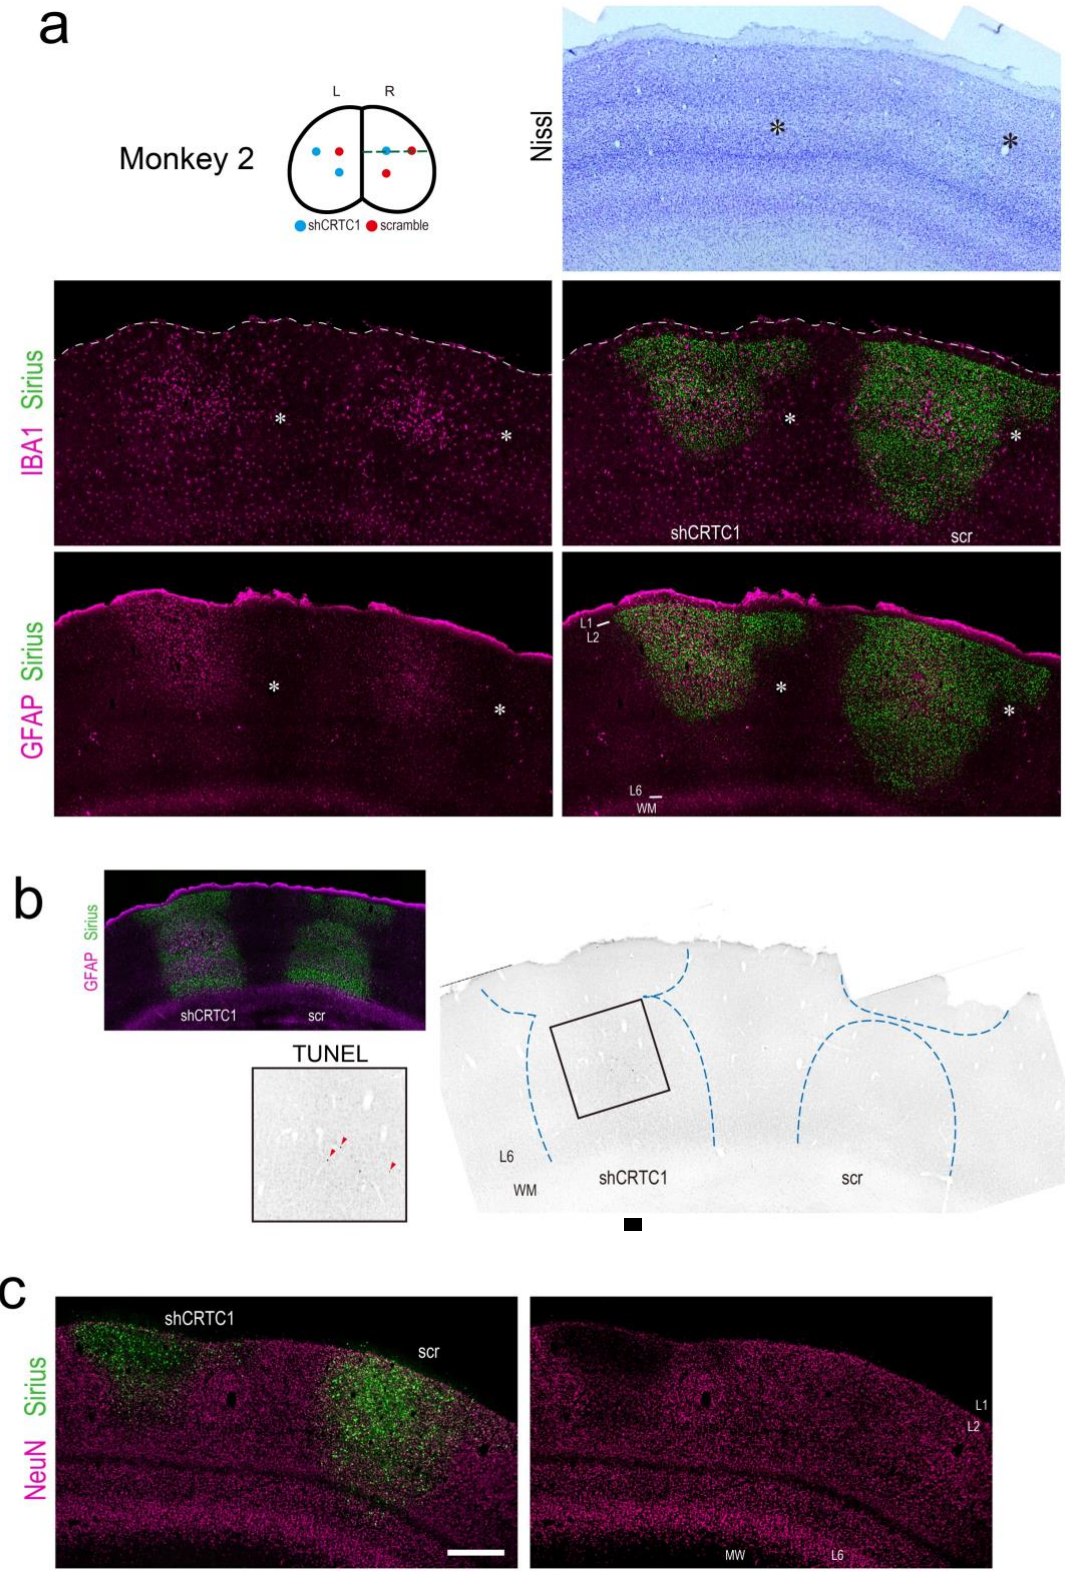 a
L R
Monkey 2
shCRTC1 scramble
Nissl
*
*
IBA1 Sirius
*
*
*
*
shCRTC1
scr
GFAP Sirius
*
*
L1
L2
*
*
L6
WM
b
GFAP Sirius
shCRTC1 scr
TUNEL
L6
WM
shCRTC1
scr
c
NeuN Sirius
shCRTC1
scr
L1
L2
MW
L6